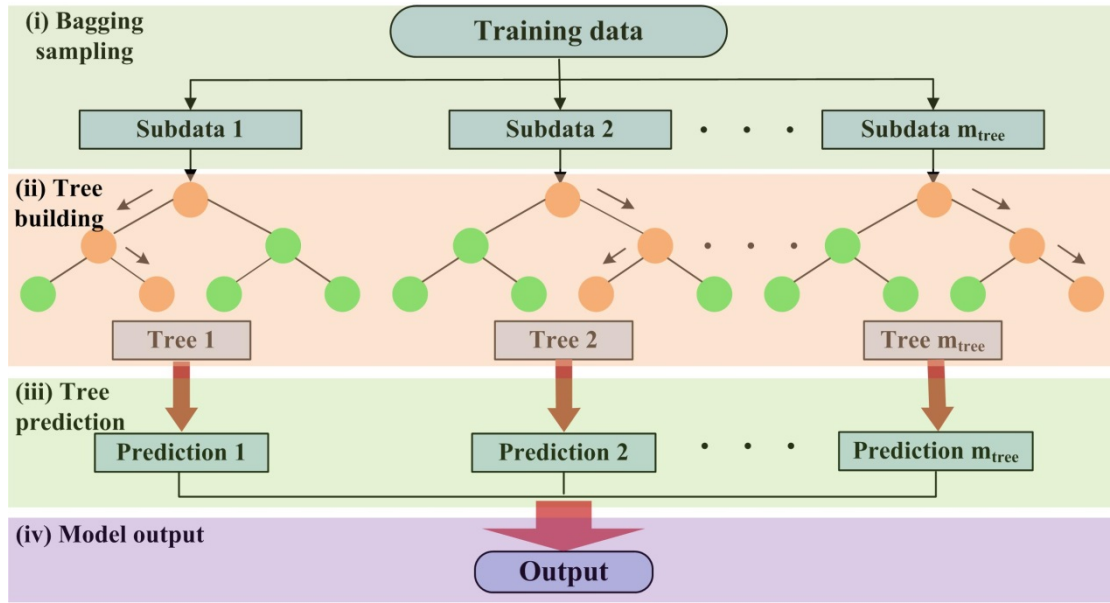 (i) Bagging
sampling
Training data
Subdata 1
Subdata 2
. . .
Subdata mtree
(ii) Tree
building
. . .
Tree 1
Tree 2
Tree mtree
(iii) Tree
prediction
Prediction 1
Prediction 2
. . .
Prediction mtree
(iv) Model output
Output